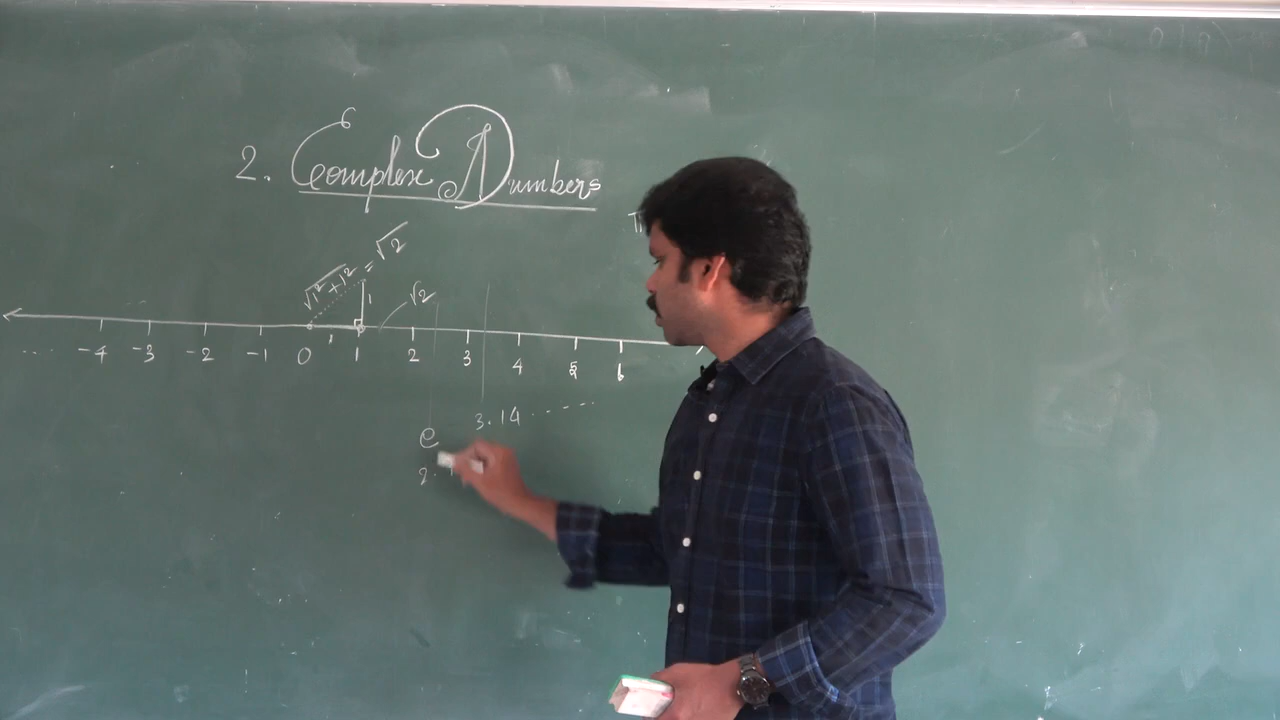 2. Complex Numbers
√1²+1² = √2
1
√2
.... -4 -3 -2 -1 0 1 2 3 4 5 6
3.14 .....
e
2.